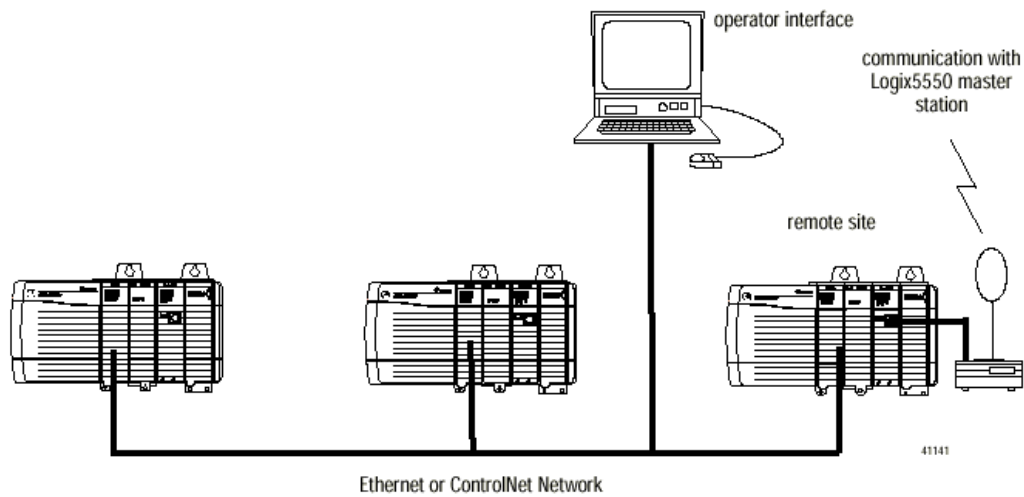 operator interface
communication with
Logix5550 master
station
remote site
41141
Ethernet or ControlNet Network